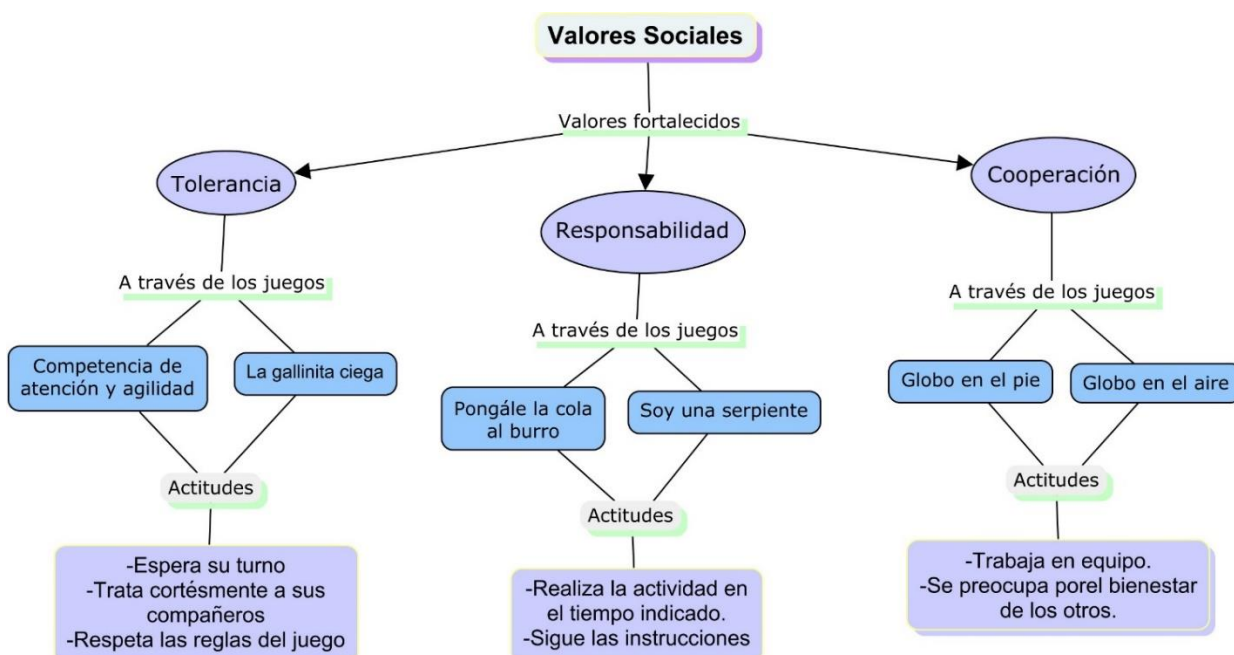 Valores Sociales
Valores fortalecidos
Tolerancia
A través de los juegos
Competencia de
atención y agilidad
La gallinita ciega
Actitudes
-Espera su turno
-Trata cortésmente a sus
compañeros
-Respeta las reglas del juego
Responsabilidad
A través de los juegos
Pongále la cola
al burro
Soy una serpiente
Actitudes
-Realiza la actividad en
el tiempo indicado.
-Sigue las instrucciones
Cooperación
A través de los juegos
Globo en el pie
Globo en el aire
Actitudes
-Trabaja en equipo.
-Se preocupa porel bienestar
de los otros.